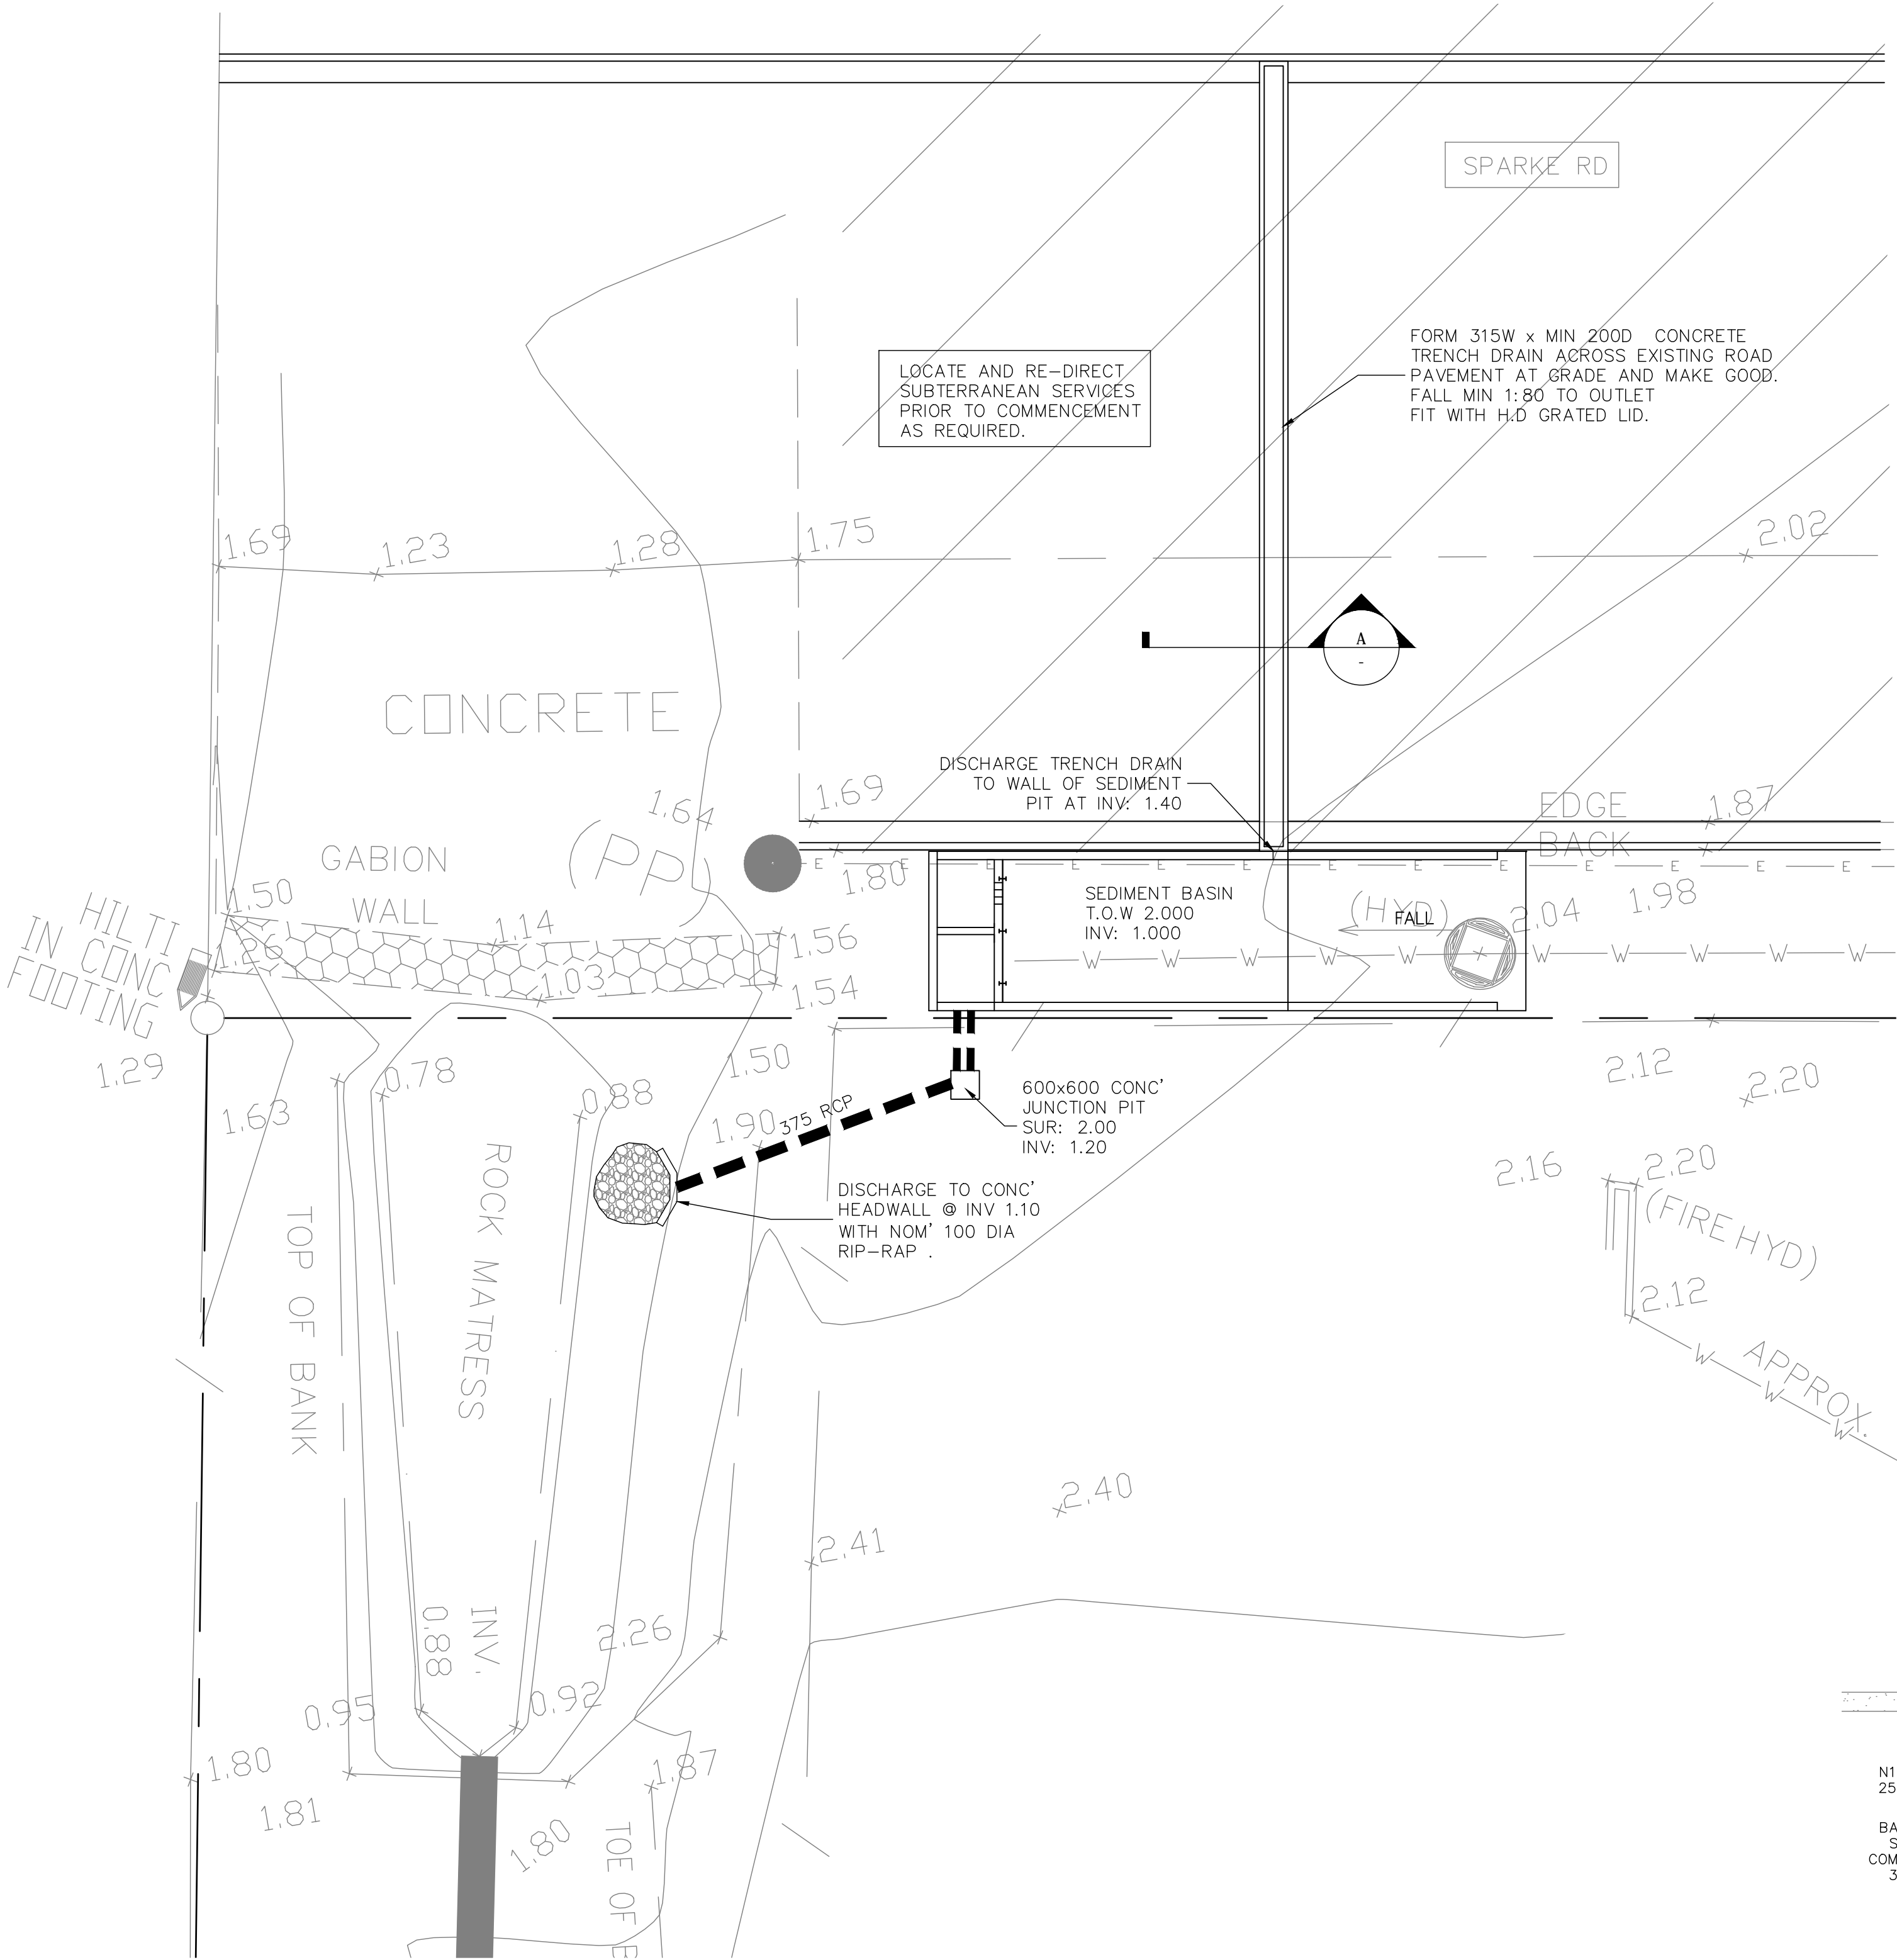 SPARKE RD
FORM 315W x MIN 200D CONCRETE
TRENCH DRAIN ACROSS EXISTING ROAD
PAVEMENT AT GRADE AND MAKE GOOD.
FALL MIN 1:80 TO OUTLET
FIT WITH H.D GRATED LID.
LOCATE AND RE-DIRECT
SUBTERRANEAN SERVICES
PRIOR TO COMMENCEMENT
AS REQUIRED.
1.69
1.23
1.28
1.75
2.02
A
-
CONCRETE
DISCHARGE TRENCH DRAIN
TO WALL OF SEDIMENT
PIT AT INV: 1.40
1.64
1.69
EDGE
BACK
1.87
GABION
WALL
(PP)
E E E E E E E E E E E E E
1.80
1.50
SEDIMENT BASIN
T.O.W 2.000
INV: 1.000
(HYD)
FALL
2.04
1.98
HILTI
IN CONC
FOOTING
1.26
1.14
1.03
1.56
1.54
W W W W W W W W W W
1.29
1.63
0.78
0.88
1.50
1.90
375 RCP
600x600 CONC'
JUNCTION PIT
SUR: 2.00
INV: 1.20
2.12
2.20
2.16
2.20
(FIRE HYD)
2.12
DISCHARGE TO CONC'
HEADWALL @ INV 1.10
WITH NOM' 100 DIA
RIP-RAP .
TOP OF BANK
ROCK MATRESS
W W W
APPROX.
2.40
2.41
INV.
0.88
2.26
0.95
0.92
1.80
1.81
1.87
1.80
TOE OF B
N1
25
BA
S
COM
3